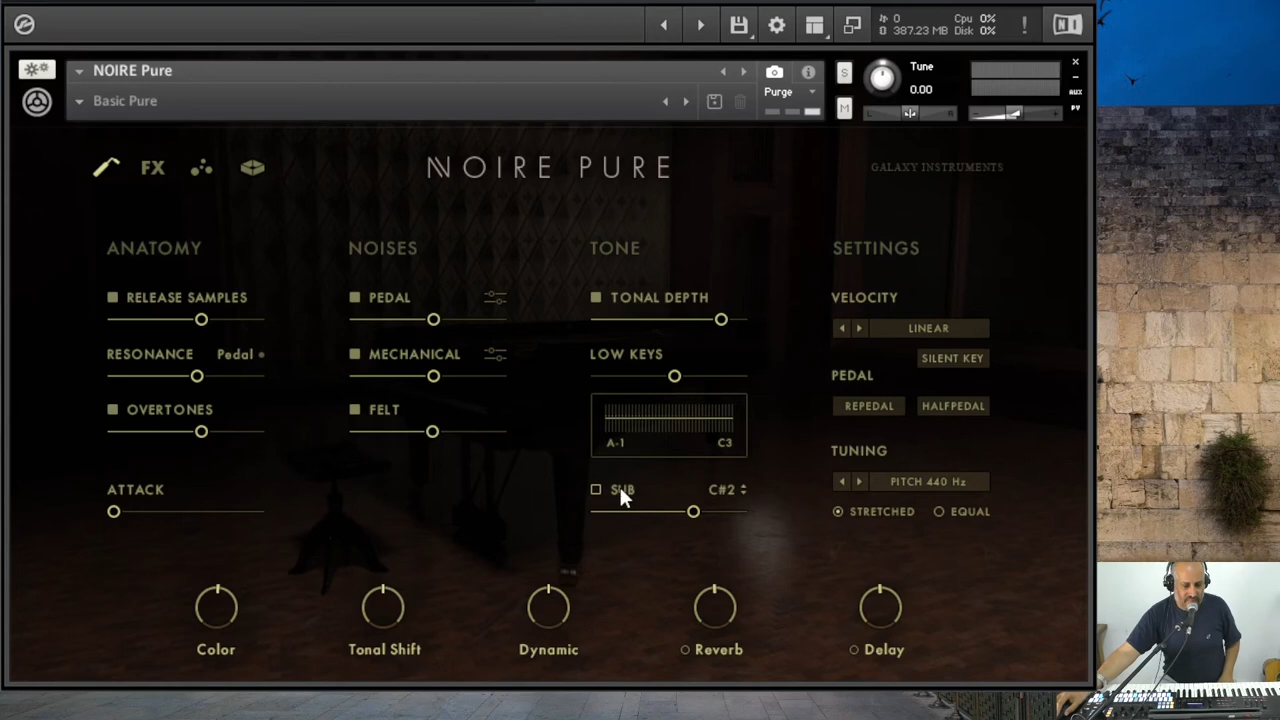 0
387.23 MB
Cpu 0%
Disk 0%
!
NI
NOIRE Pure
Basic Pure
Purge
S
M
Tune
0.00
L
R
-
+
AUX
PV
FX
NOIRE PURE
GALAXY INSTRUMENTS
ANATOMY
RELEASE SAMPLES
RESONANCE Pedal
OVERTONES
ATTACK
NOISES
PEDAL
MECHANICAL
FELT
TONE
TONAL DEPTH
LOW KEYS
A-1 C3
SUB C#2
SETTINGS
VELOCITY
LINEAR
SILENT KEY
PEDAL
REPEDAL HALFPEDAL
TUNING
PITCH 440 Hz
STRETCHED EQUAL
Color
Tonal Shift
Dynamic
Reverb
Delay